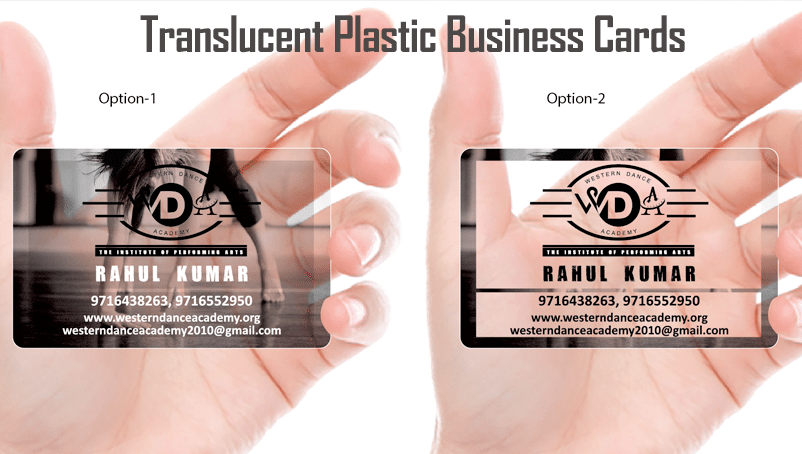 Translucent Plastic Business Cards
Option-1
WESTERN DANCE
WDA
ACADEMY
THE INSTITUTE OF PERFORMING ARTS
RAHUL KUMAR
9716438263, 9716552950
www.westerndanceacademy.org
westerndanceacademy2010@gmail.com
Option-2
WESTERN DANCE
WDA
ACADEMY
THE INSTITUTE OF PERFORMING ARTS
RAHUL KUMAR
9716438263, 9716552950
www.westerndanceacademy.org
westerndanceacademy2010@gmail.com